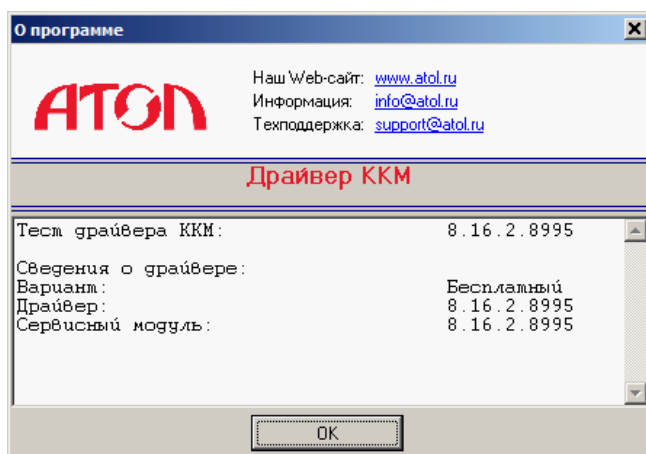 О программе
АТОЛ
Наш Web-сайт: www.atol.ru
Информация: info@atol.ru
Техподдержка: support@atol.ru
Драйвер ККМ
Тест драйвера ККМ: 8.16.2.8995
Сведения о драйвере:
Вариант: Бесплатный
Драйвер: 8.16.2.8995
Сервисный модуль: 8.16.2.8995
OK